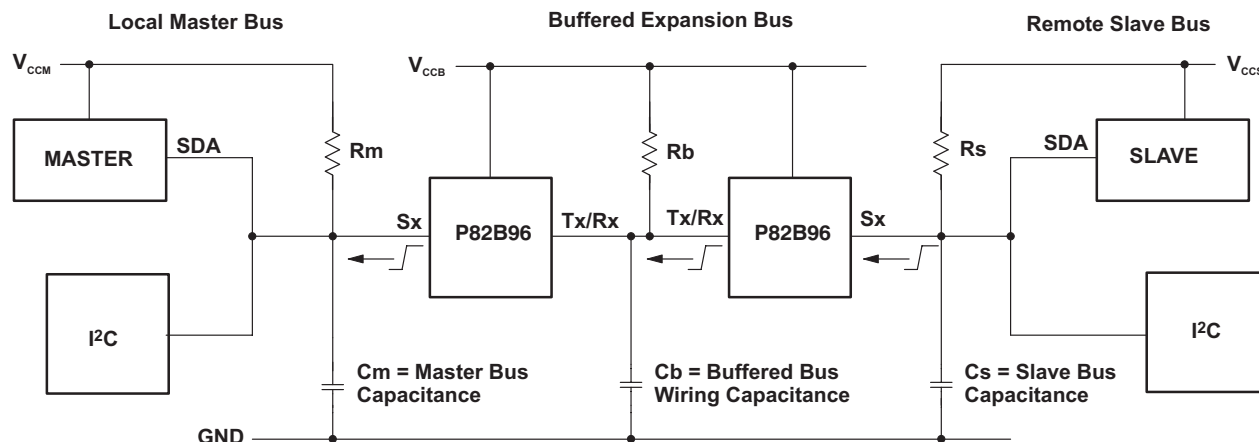 Local Master Bus
Buffered Expansion Bus
Remote Slave Bus
VCCM
VCCB
VCCS
MASTER
SDA
Rm
Rb
Rs
SDA
SLAVE
Sx
P82B96
Tx/Rx
Tx/Rx
P82B96
Sx
I²C
I²C
Cm = Master Bus
Capacitance
Cb = Buffered Bus
Wiring Capacitance
Cs = Slave Bus
Capacitance
GND